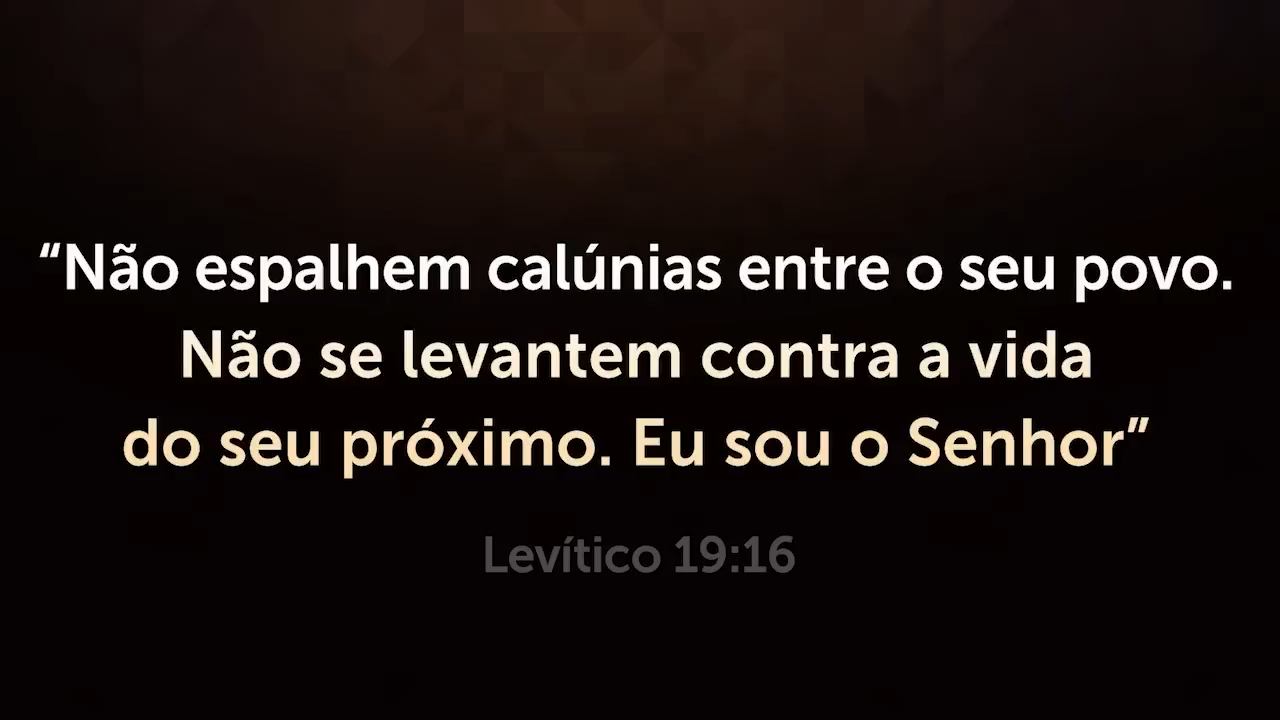 “Não espalhem calúnias entre o seu povo.
Não se levantem contra a vida
do seu próximo. Eu sou o Senhor”
Levítico 19:16